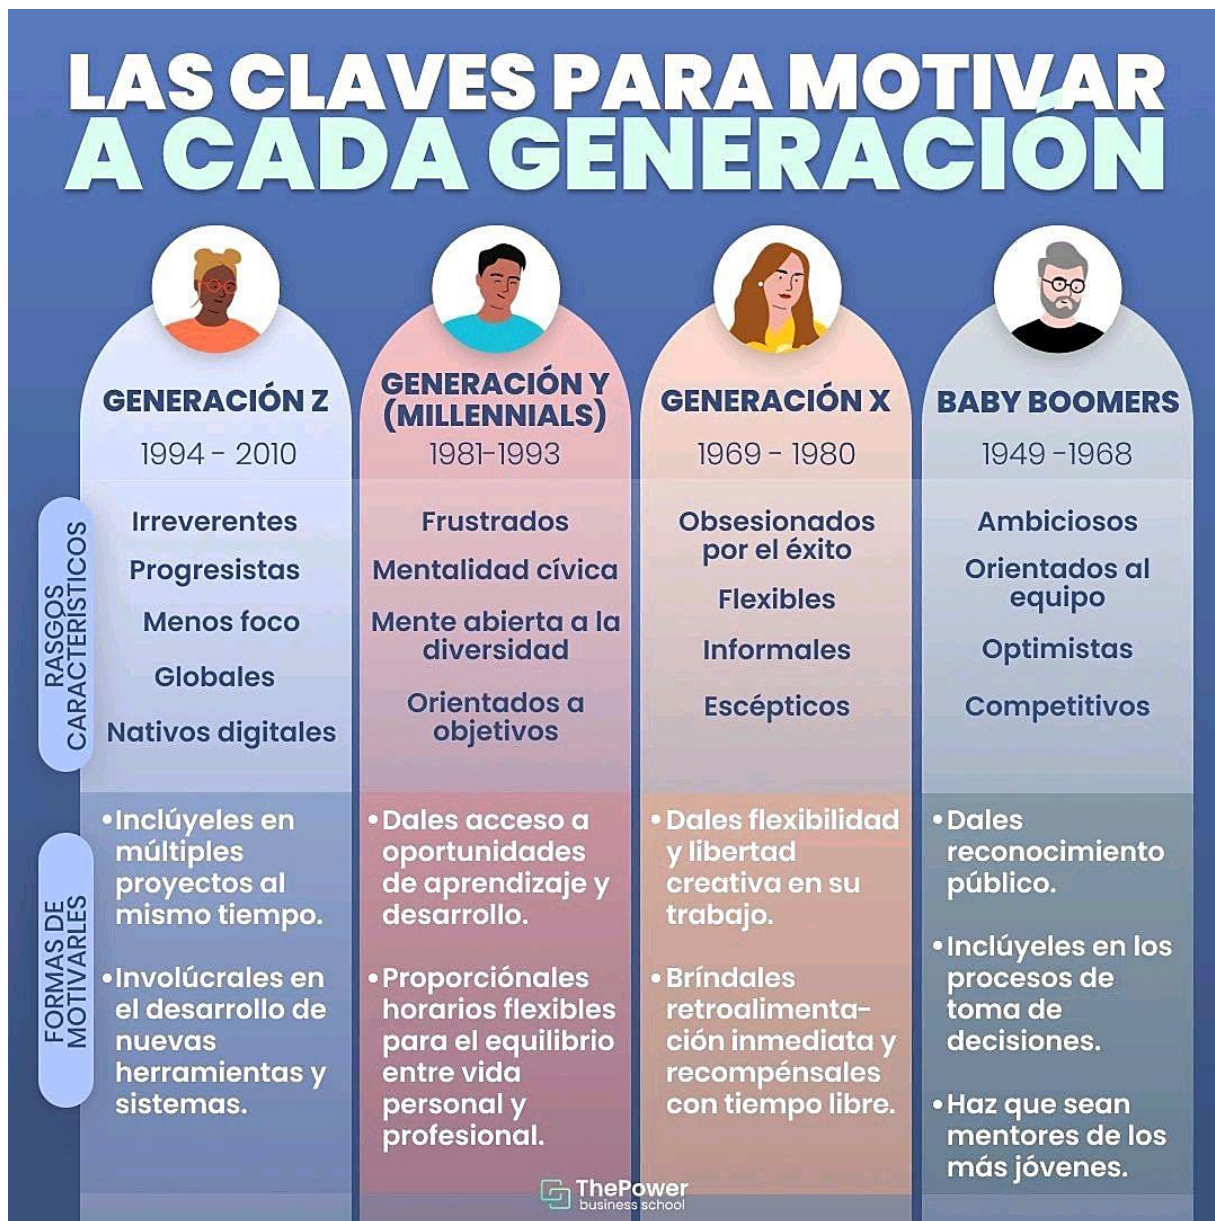 LAS CLAVES PARA MOTIVAR
A CADA GENERACIÓN
GENERACIÓN Z
1994 - 2010
GENERACIÓN Y
(MILLENNIALS)
1981-1993
GENERACIÓN X
1969 - 1980
BABY BOOMERS
1949 -1968
RASGOS
CARACTERÍSTICOS
Irreverentes
Progresistas
Menos foco
Globales
Nativos digitales
Frustrados
Mentalidad cívica
Mente abierta a la
diversidad
Orientados a
objetivos
Obsesionados
por el éxito
Flexibles
Informales
Escépticos
Ambiciosos
Orientados al
equipo
Optimistas
Competitivos
FORMAS DE
MOTIVARLES
•Inclúyeles en
múltiples
proyectos al
mismo tiempo.
•Involúcrales en
el desarrollo de
nuevas
herramientas y
sistemas.
•Dales acceso a
oportunidades
de aprendizaje y
desarrollo.
•Proporciónales
horarios flexibles
para el equilibrio
entre vida
personal y
profesional.
•Dales flexibilidad
y libertad
creativa en su
trabajo.
•Bríndales
retroalimenta-
ción inmediata y
recompénsales
con tiempo libre.
•Dales
reconocimiento
público.
•Inclúyeles en los
procesos de
toma de
decisiones.
•Haz que sean
mentores de los
más jóvenes.
ThePower
business school